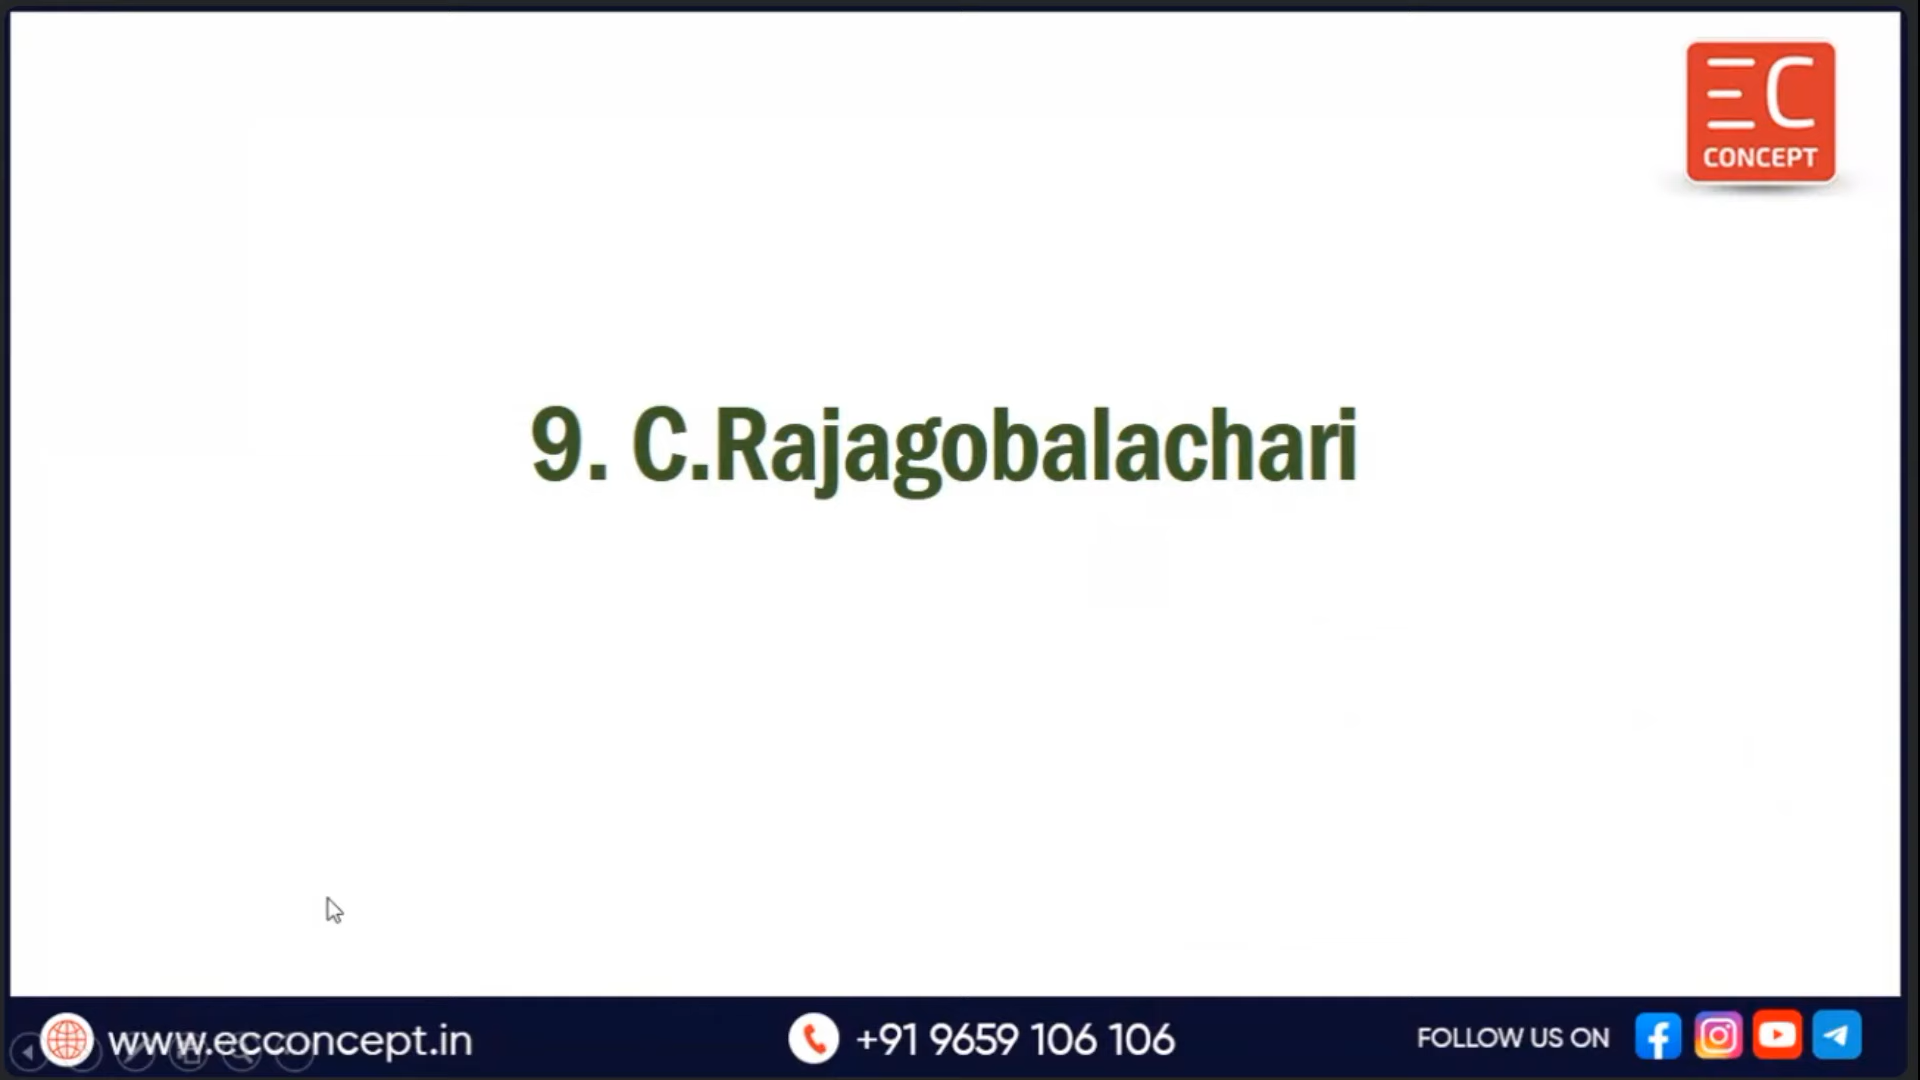 EC
CONCEPT
9. C.Rajagobalachari
www.ecconcept.in
+91 9659 106 106
FOLLOW US ON